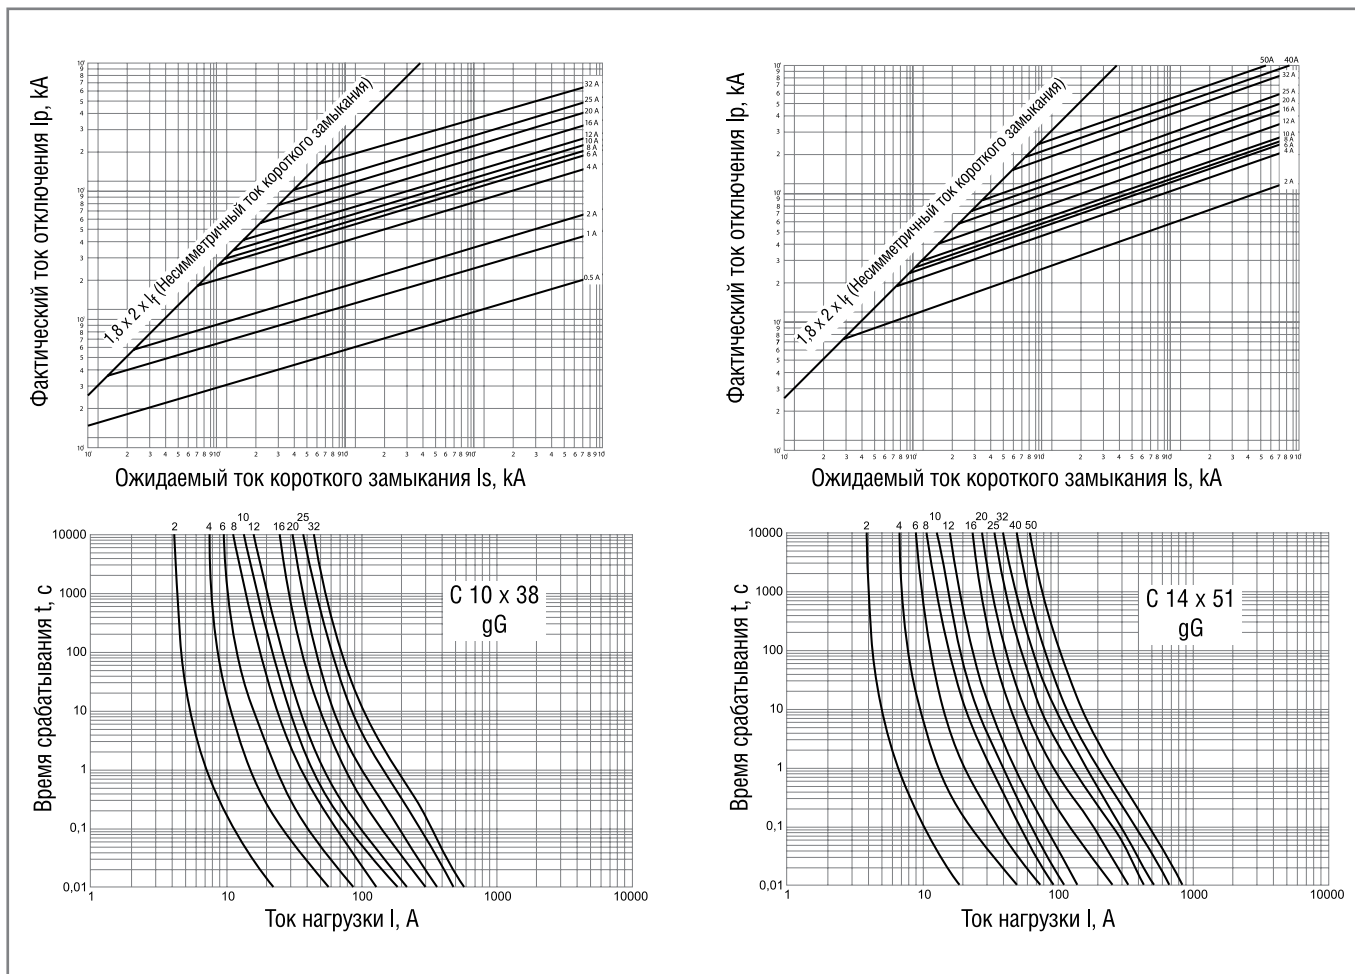 Фактический ток отключения Ip, kA
1,8 x 2 x If (Несимметричный ток короткого замыкания)
32 A
25 A
20 A
16 A
12 A
10 A
8 A
6 A
4 A
2 A
1 A
0.5 A
Ожидаемый ток короткого замыкания Is, kA
Фактический ток отключения Ip, kA
1,8 x 2 x If (Несимметричный ток короткого замыкания)
50A 40A
32 A
25 A
20 A
16 A
12 A
10 A
8 A
6 A
4 A
2 A
Ожидаемый ток короткого замыкания Is, kA
Время срабатывания t, c
2 4 6 8 10 12 16 20 25 32
10000
1000
100
10
1
0,1
0,01
C 10 x 38
gG
1 10 100 1000 10000
Ток нагрузки I, A
Время срабатывания t, c
2 4 6 8 10 12 16 20 25 32 40 50
10000
1000
100
10
1
0,1
0,01
C 14 x 51
gG
1 10 100 1000 10000
Ток нагрузки I, A